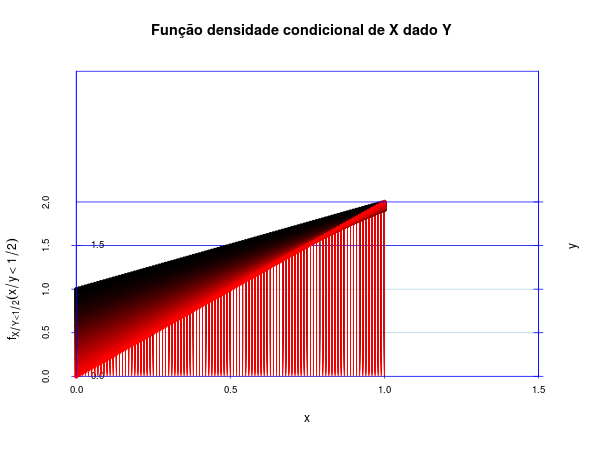 Função densidade condicional de X dado Y
f_{X/Y<1/2}(x/y<1/2)
2.0
1.5
1.0
0.5
0.0
1.5
0.0
y
0.0 0.5 1.0 1.5
x